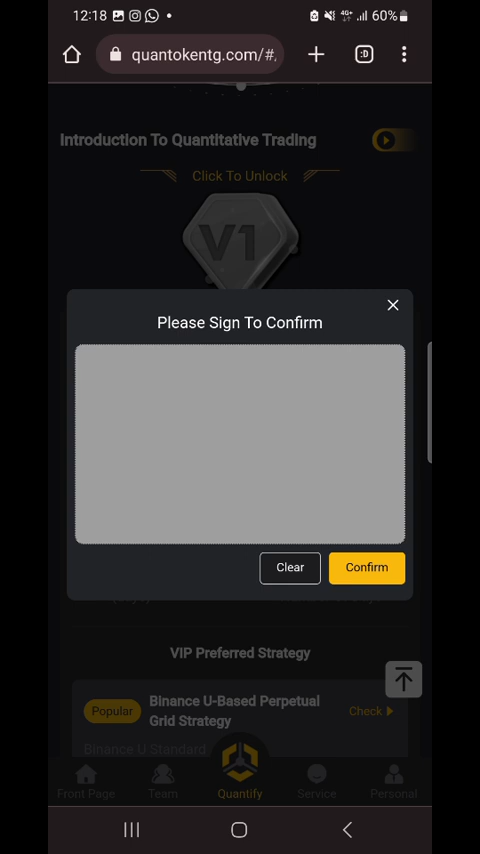 12:18
4G+
60%
quantokentg.com/#
:D
Introduction To Quantitative Trading
Click To Unlock
V1
Please Sign To Confirm
Clear
Confirm
VIP Preferred Strategy
Popular
Binance U-Based Perpetual
Grid Strategy
Check
Binance U Standard
Front Page
Team
Quantify
Service
Personal